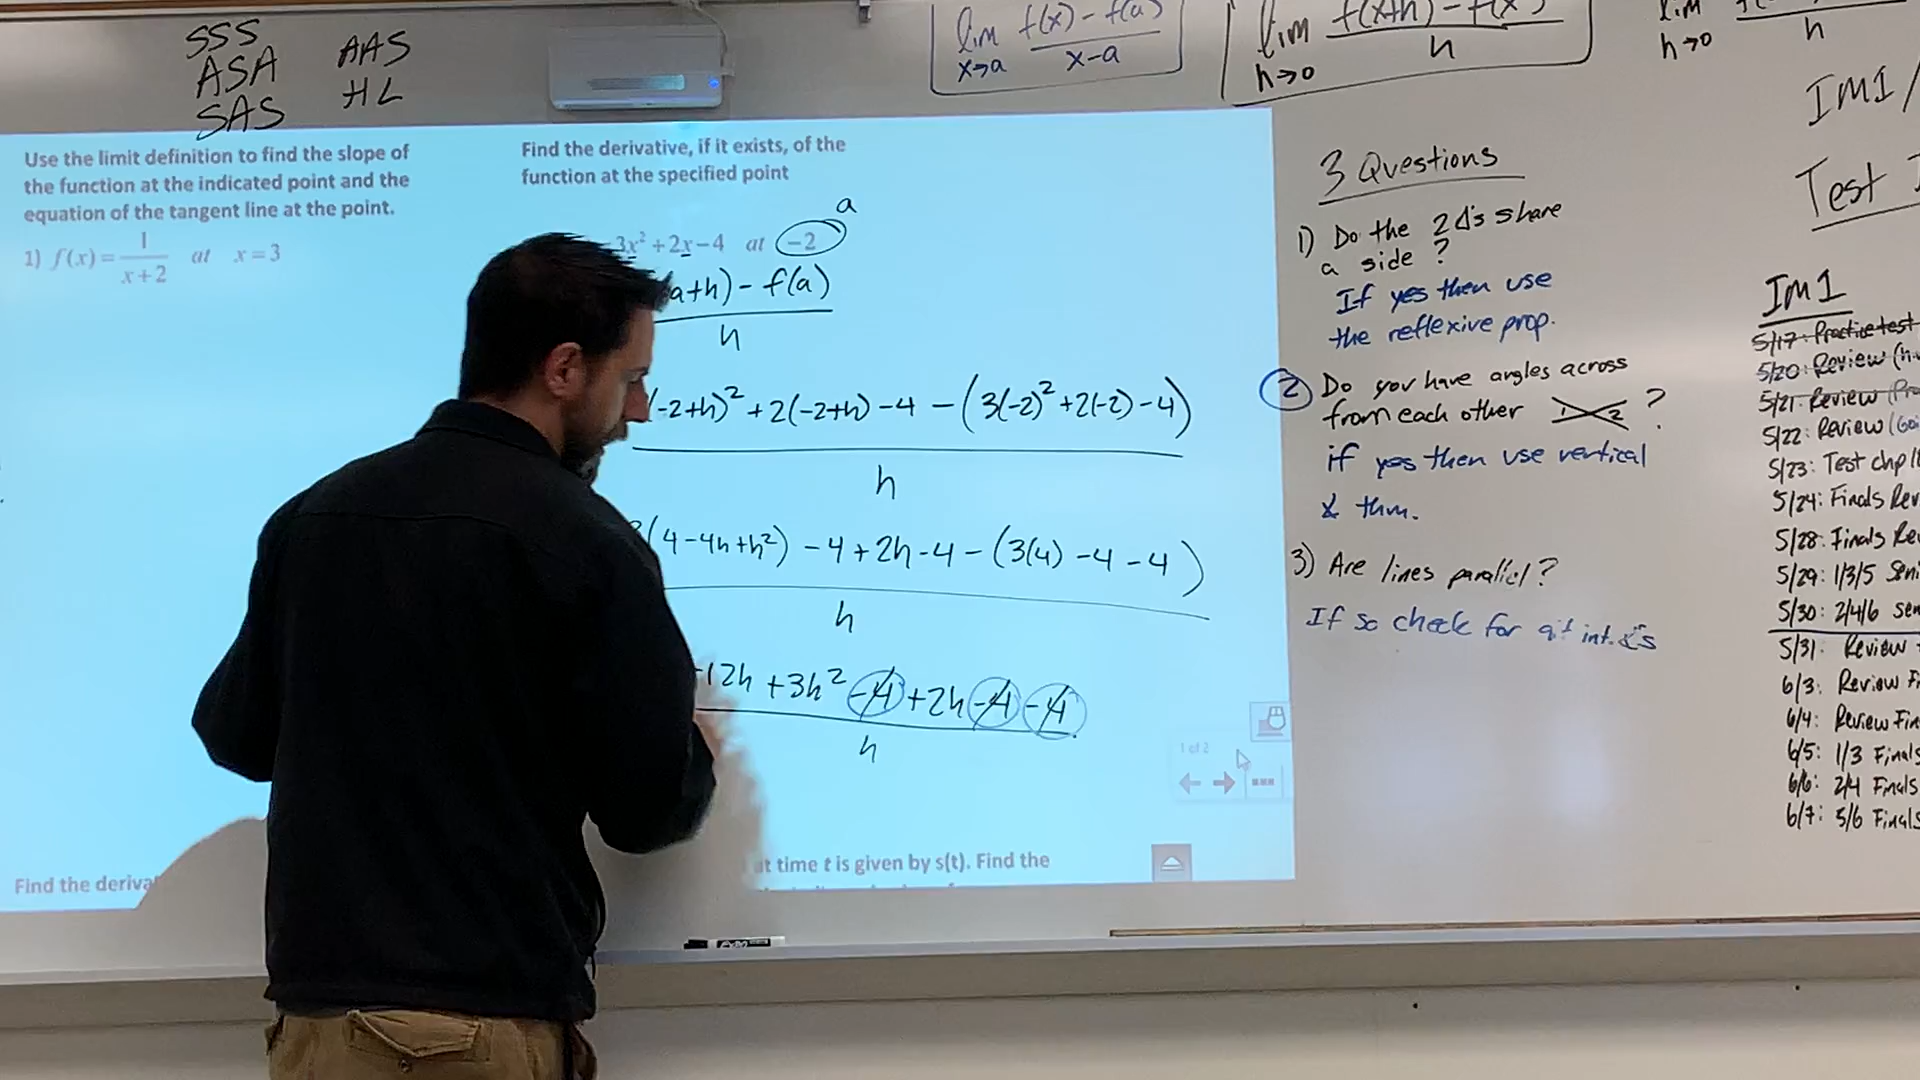 SSS
ASA
SAS
AAS
HL
lim f(x) - f(a)
x→a x-a
lim f(x+h) - f(x)
h→0 h
lim
h→0 h
IM1/
Test
Use the limit definition to find the slope of
the function at the indicated point and the
equation of the tangent line at the point.
1) f(x) = 1/(x+2) at x = 3
Find the derivative, if it exists, of the
function at the specified point
a
3x² + 2x - 4 at -2
a+h) - f(a)
h
(-2+h)² + 2(-2+h) - 4 - (3(-2)² + 2(-2) - 4)
h
(4 - 4h + h²) - 4 + 2h - 4 - (3(4) - 4 - 4)
h
12h + 3h² - 4 + 2h - 4 - 4
h
1 of 2
at time t is given by s(t). Find the
Find the
3 Questions
1) Do the 2 Δ's share
a side?
If yes then use
the reflexive prop.
2 Do you have angles across
from each other 1 2 ?
if yes then use vertical
∡ thm.
3) Are lines parallel?
If so check for alt int. ∡'s
IM1
5/17: Practice test
5/20: Review
5/21: Review
5/22: Review
5/23: Test chp
5/24: Finals
5/28: Finals
5/29: 1/3/5
5/30: 2/4/6
5/31: Review
6/3: Review
6/4: Review
6/5: 1/3 Finals
6/6: 2/4 Finals
6/7: 5/6 Finals
EXPO